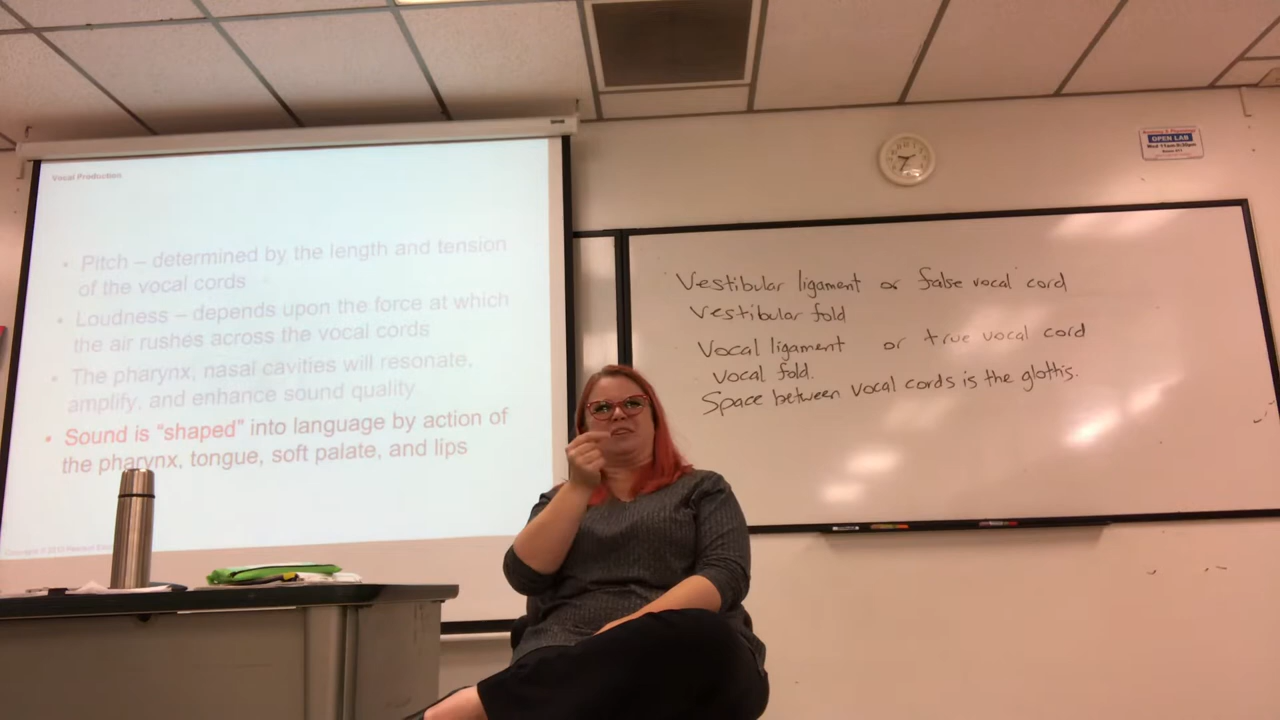 Vocal Production
• Pitch – determined by the length and tension
of the vocal cords
• Loudness – depends upon the force at which
the air rushes across the vocal cords
• The pharynx, nasal cavities will resonate,
amplify, and enhance sound quality
• Sound is "shaped" into language by action of
the pharynx, tongue, soft palate, and lips
Vestibular ligament or false vocal cord
Vestibular fold
Vocal ligament or true vocal cord
Vocal fold.
Space between vocal cords is the glottis.
OPEN LAB